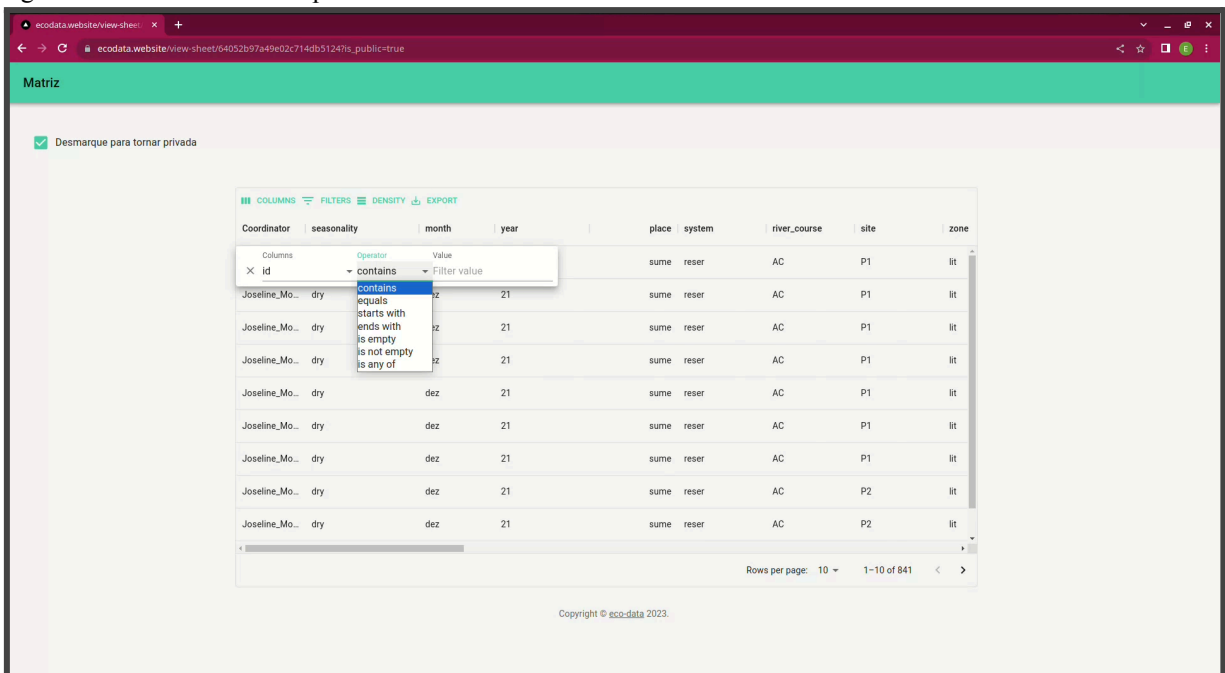 ecodata.website/view-sheet/ × +
ecodata.website/view-sheet/64052b97a49e02c714db5124?is_public=true E
Matriz
Desmarque para tornar privada
COLUMNS FILTERS DENSITY EXPORT
Coordinator seasonality month year place system river_course site zone
Columns Operator Value
id contains Filter value
sume reser AC P1 lit
contains
equals
starts with
ends with
is empty
is not empty
is any of
Joseline_Mo... dry 21 sume reser AC P1 lit
Joseline_Mo... dry 21 sume reser AC P1 lit
Joseline_Mo... dry 21 sume reser AC P1 lit
Joseline_Mo... dry dez 21 sume reser AC P1 lit
Joseline_Mo... dry dez 21 sume reser AC P1 lit
Joseline_Mo... dry dez 21 sume reser AC P1 lit
Joseline_Mo... dry dez 21 sume reser AC P2 lit
Joseline_Mo... dry dez 21 sume reser AC P2 lit
Rows per page: 10 1–10 of 841
Copyright © eco-data 2023.